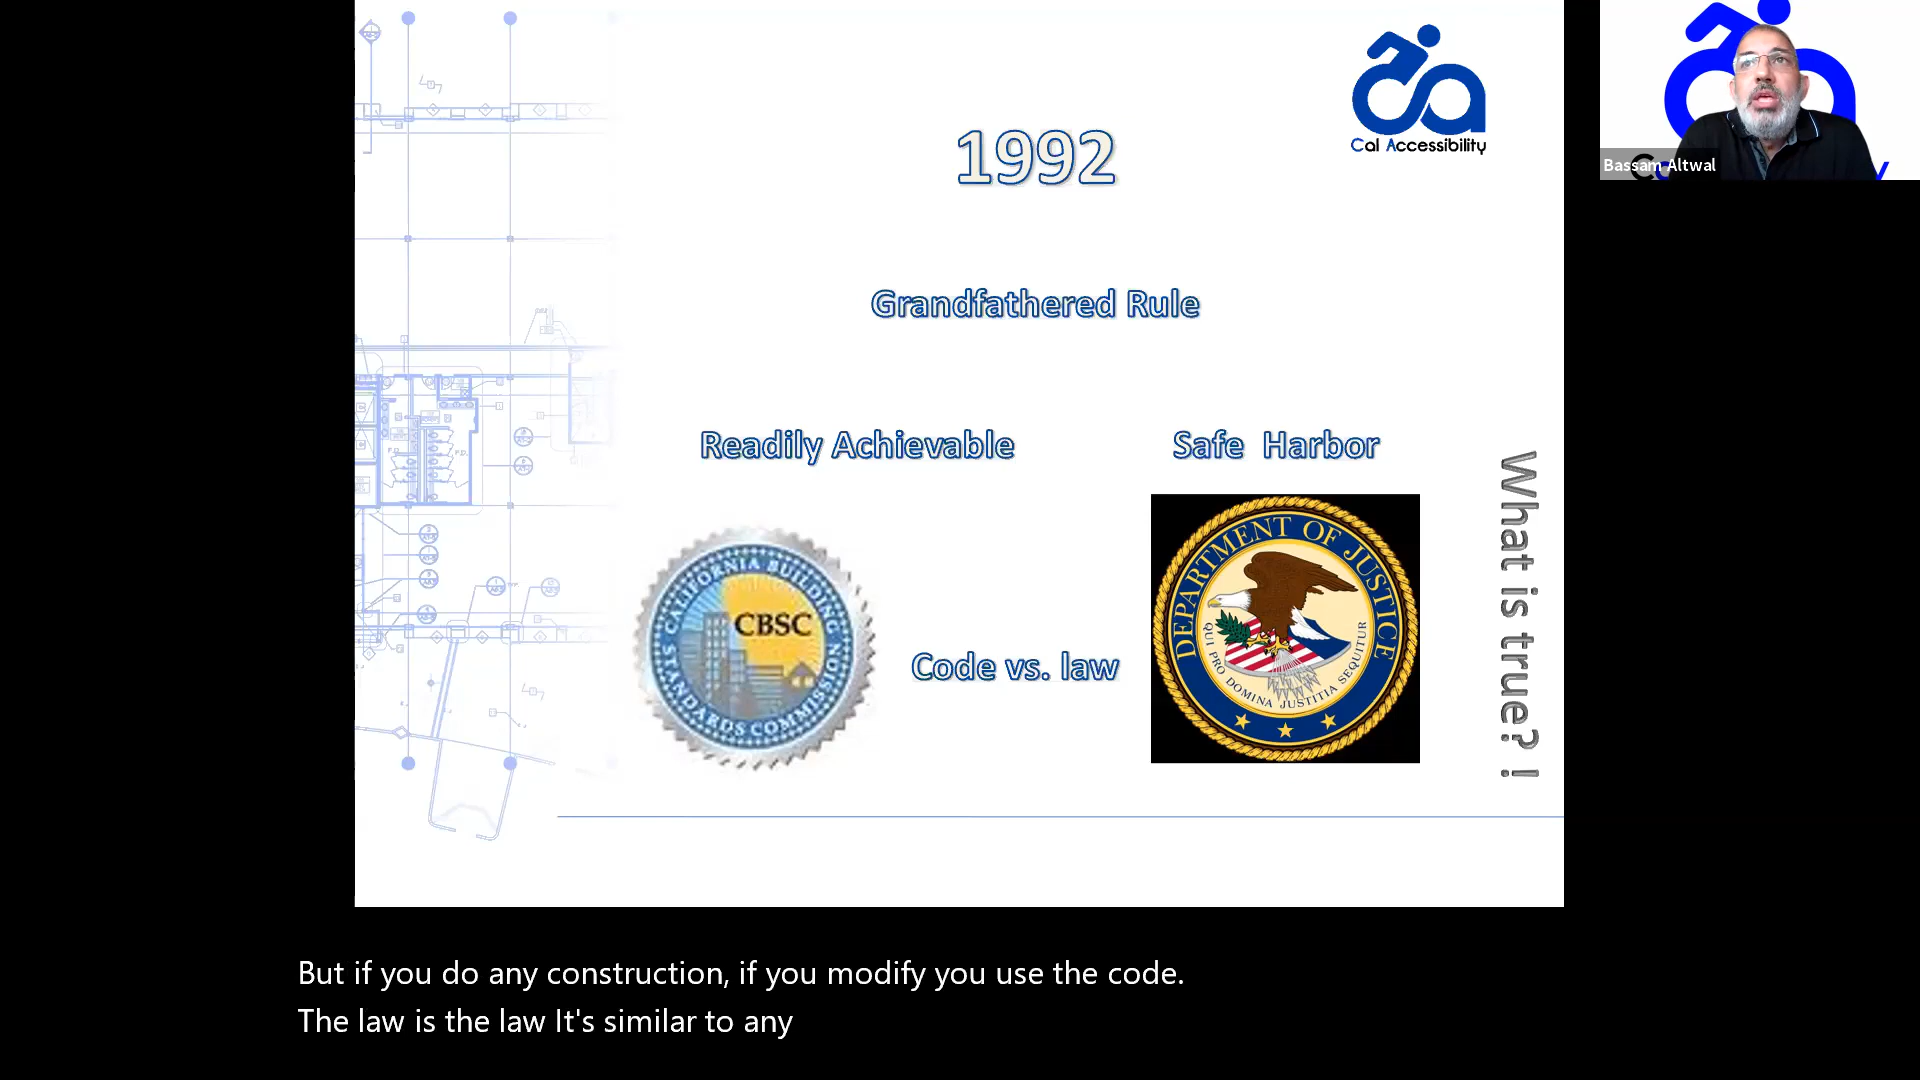 1992
Cal Accessibility
Bassam Altwal
Grandfathered Rule
Readily Achievable
Safe Harbor
CALIFORNIA BUILDING
CBSC
STANDARDS COMMISSION
Code vs. law
DEPARTMENT OF JUSTICE
QUI PRO DOMINA JUSTITIA SEQUITUR
What is true? !
But if you do any construction, if you modify you use the code.
The law is the law It's similar to any